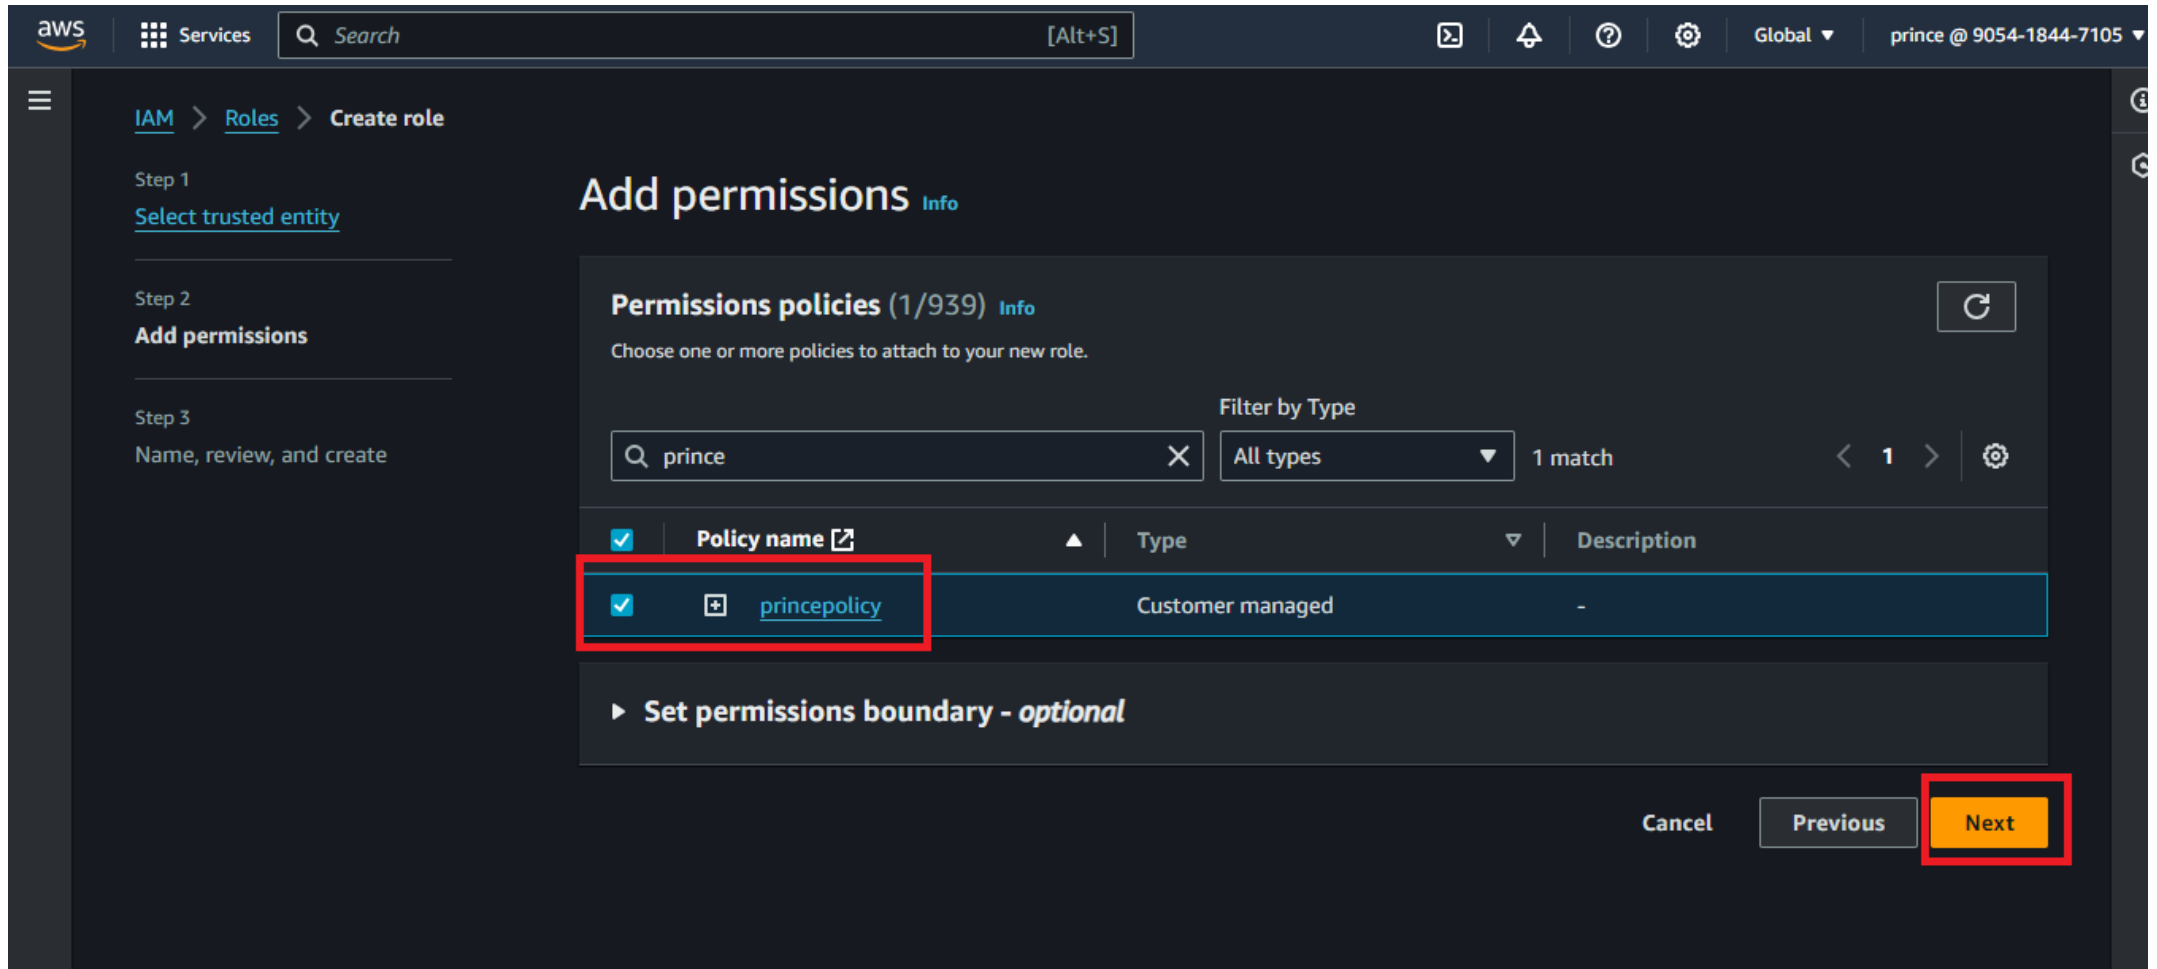 aws Services Search [Alt+S] Global prince @ 9054-1844-7105
IAM Roles Create role
Step 1
Select trusted entity
Step 2
Add permissions
Step 3
Name, review, and create
Add permissions Info
Permissions policies (1/939) Info
Choose one or more policies to attach to your new role.
Filter by Type
prince All types 1 match 1
Policy name Type Description
princepolicy Customer managed -
Set permissions boundary - optional
Cancel Previous Next